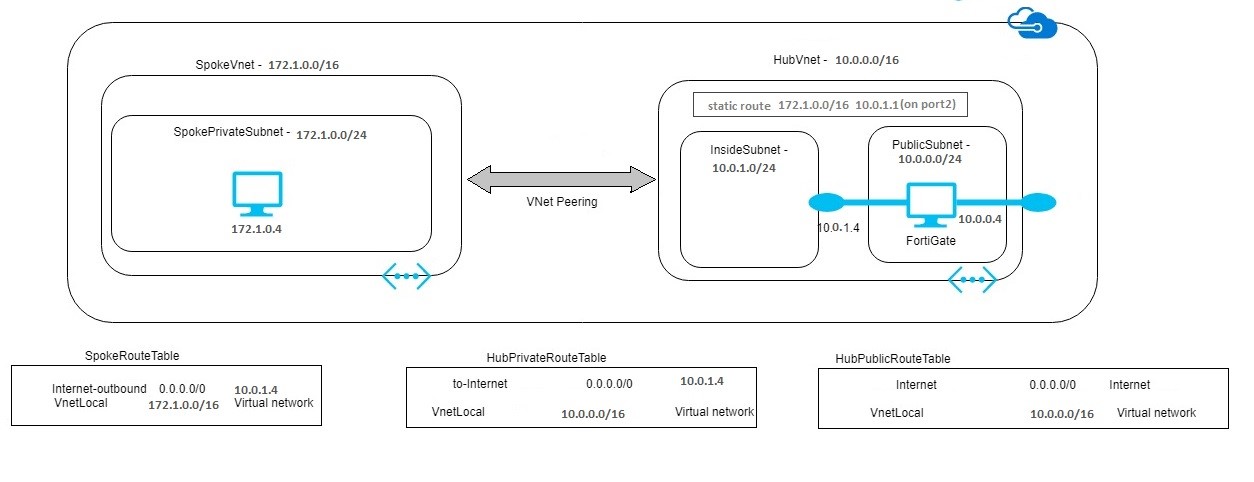 SpokeVnet - 172.1.0.0/16
HubVnet - 10.0.0.0/16
static route 172.1.0.0/16 10.0.1.1(on port2)
SpokePrivateSubnet - 172.1.0.0/24
172.1.0.4
VNet Peering
InsideSubnet -
10.0.1.0/24
10.0.1.4
PublicSubnet -
10.0.0.0/24
10.0.0.4
FortiGate
SpokeRouteTable
Internet-outbound 0.0.0.0/0 10.0.1.4
VnetLocal 172.1.0.0/16 Virtual network
HubPrivateRouteTable
to-Internet 0.0.0.0/0 10.0.1.4
VnetLocal 10.0.0.0/16 Virtual network
HubPublicRouteTable
Internet 0.0.0.0/0 Internet
VnetLocal 10.0.0.0/16 Virtual network